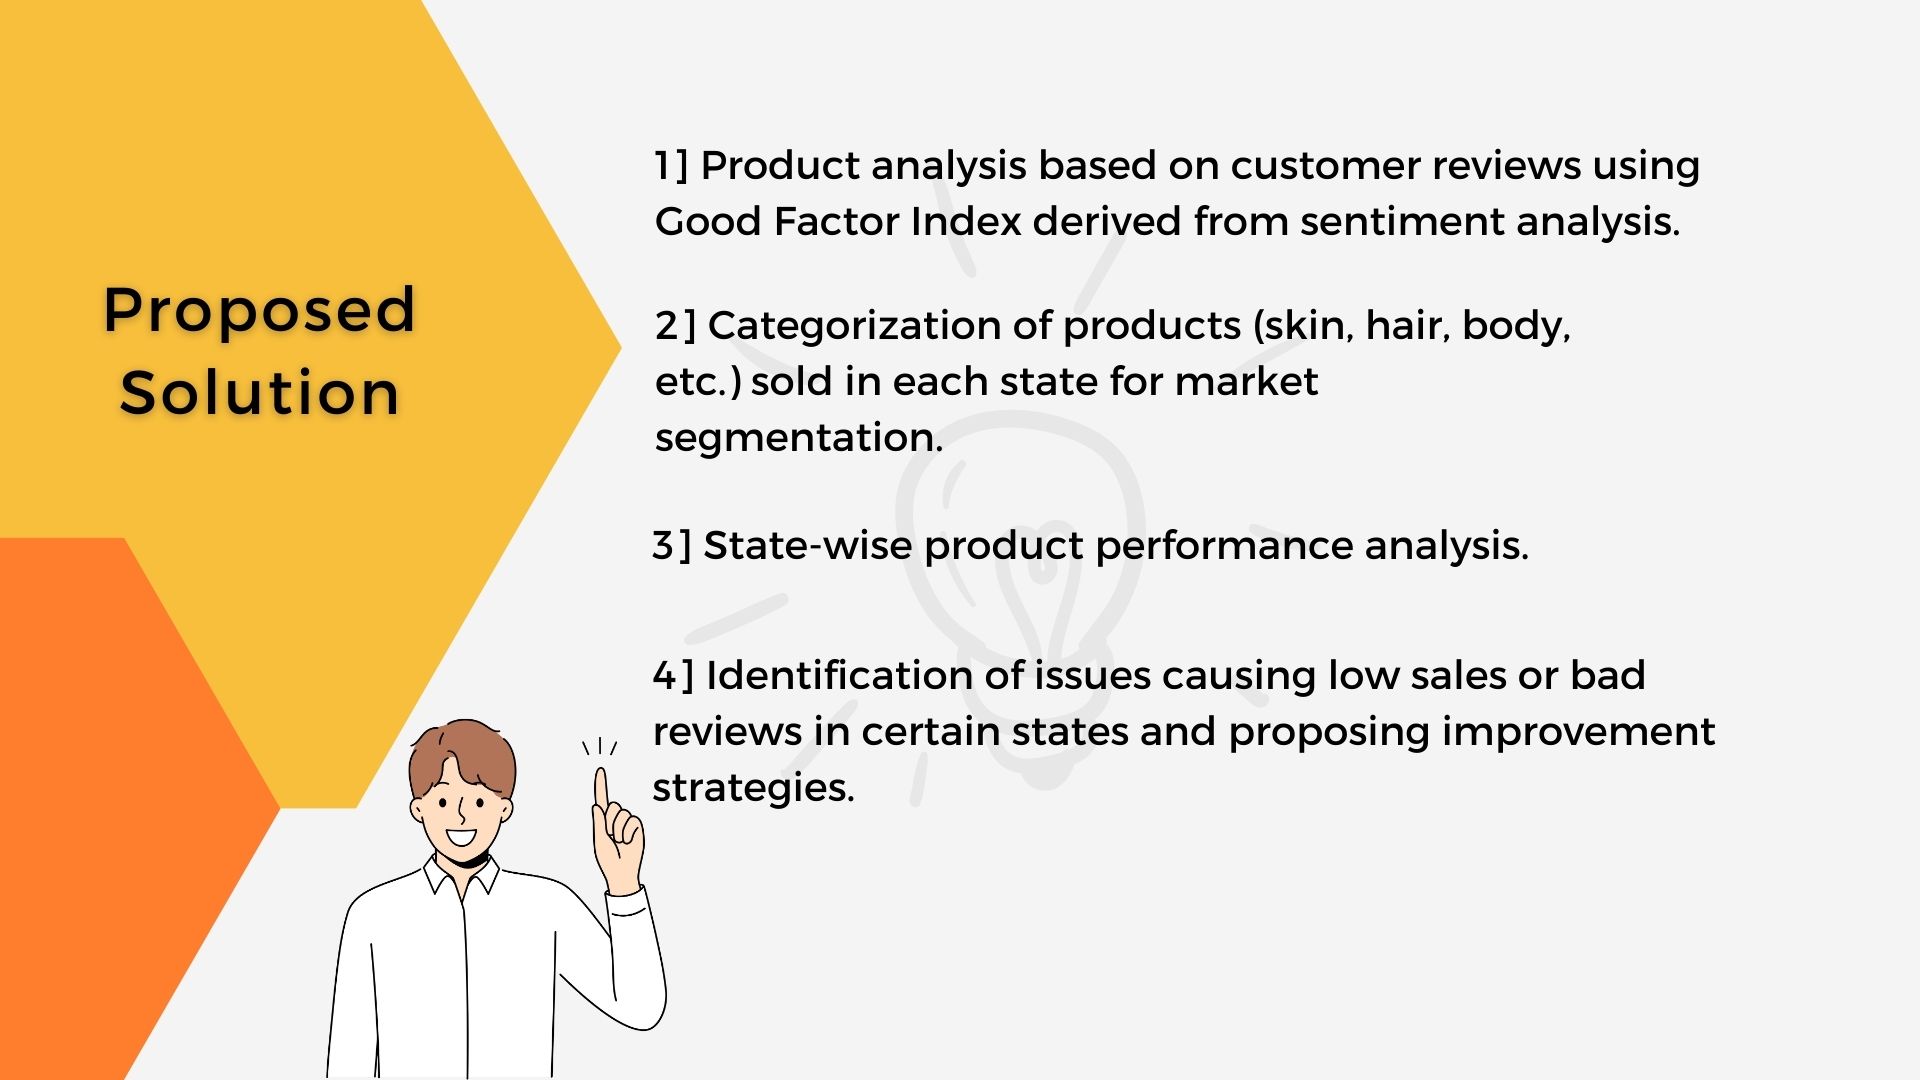 Proposed
Solution
1] Product analysis based on customer reviews using
Good Factor Index derived from sentiment analysis.
2] Categorization of products (skin, hair, body,
etc.) sold in each state for market
segmentation.
3] State-wise product performance analysis.
4] Identification of issues causing low sales or bad
reviews in certain states and proposing improvement
strategies.